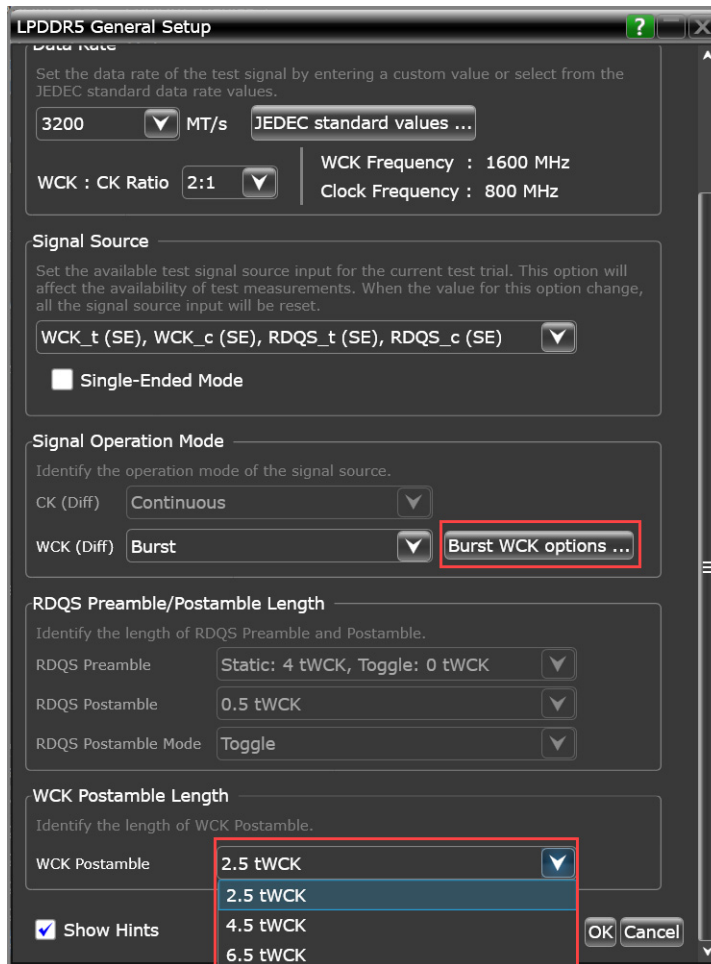 LPDDR5 General Setup
?
X
Data Rate
Set the data rate of the test signal by entering a custom value or select from the
JEDEC standard data rate values.
3200 MT/s JEDEC standard values ...
WCK : CK Ratio 2:1
WCK Frequency : 1600 MHz
Clock Frequency : 800 MHz
Signal Source
Set the available test signal source input for the current test trial. This option will
affect the availability of test measurements. When the value for this option change,
all the signal source input will be reset.
WCK_t (SE), WCK_c (SE), RDQS_t (SE), RDQS_c (SE)
Single-Ended Mode
Signal Operation Mode
Identify the operation mode of the signal source.
CK (Diff) Continuous
WCK (Diff) Burst Burst WCK options ...
RDQS Preamble/Postamble Length
Identify the length of RDQS Preamble and Postamble.
RDQS Preamble Static: 4 tWCK, Toggle: 0 tWCK
RDQS Postamble 0.5 tWCK
RDQS Postamble Mode Toggle
WCK Postamble Length
Identify the length of WCK Postamble.
WCK Postamble 2.5 tWCK
2.5 tWCK
4.5 tWCK
6.5 tWCK
Show Hints
OK Cancel